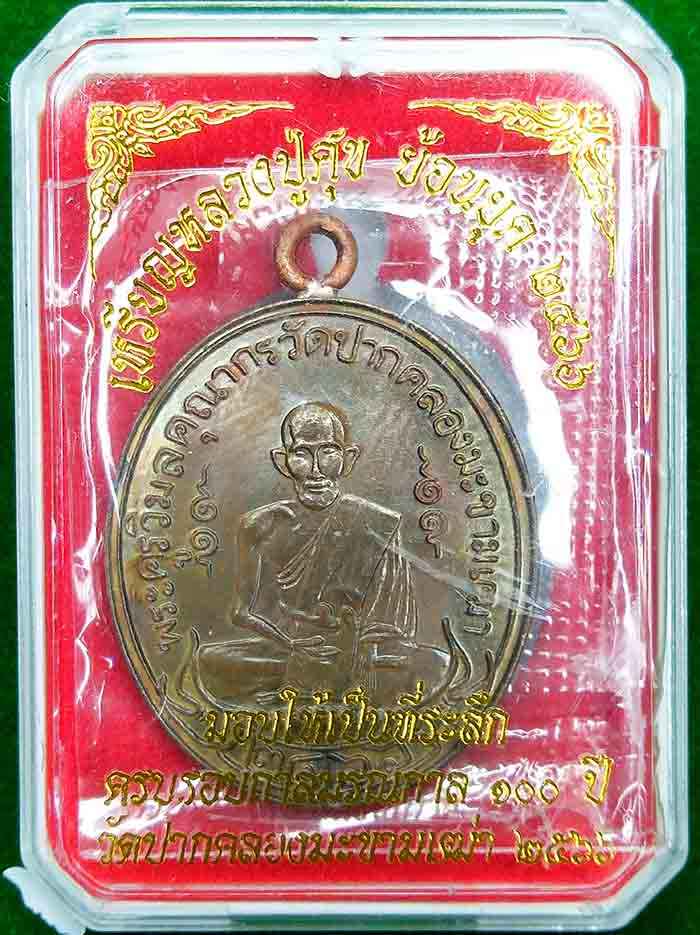 เหรียญหลวงปู่ศุข ย้อนยุค ๒๕๖๖
พระครูวิมลคุณากรวัดปากคลองมะขามเฒ่า
มอบให้เป็นที่ระลึก
ครบรอบกาลมรณกาล ๑๐๐ ปี
วัดปากคลองมะขามเฒ่า ๒๕๖๖